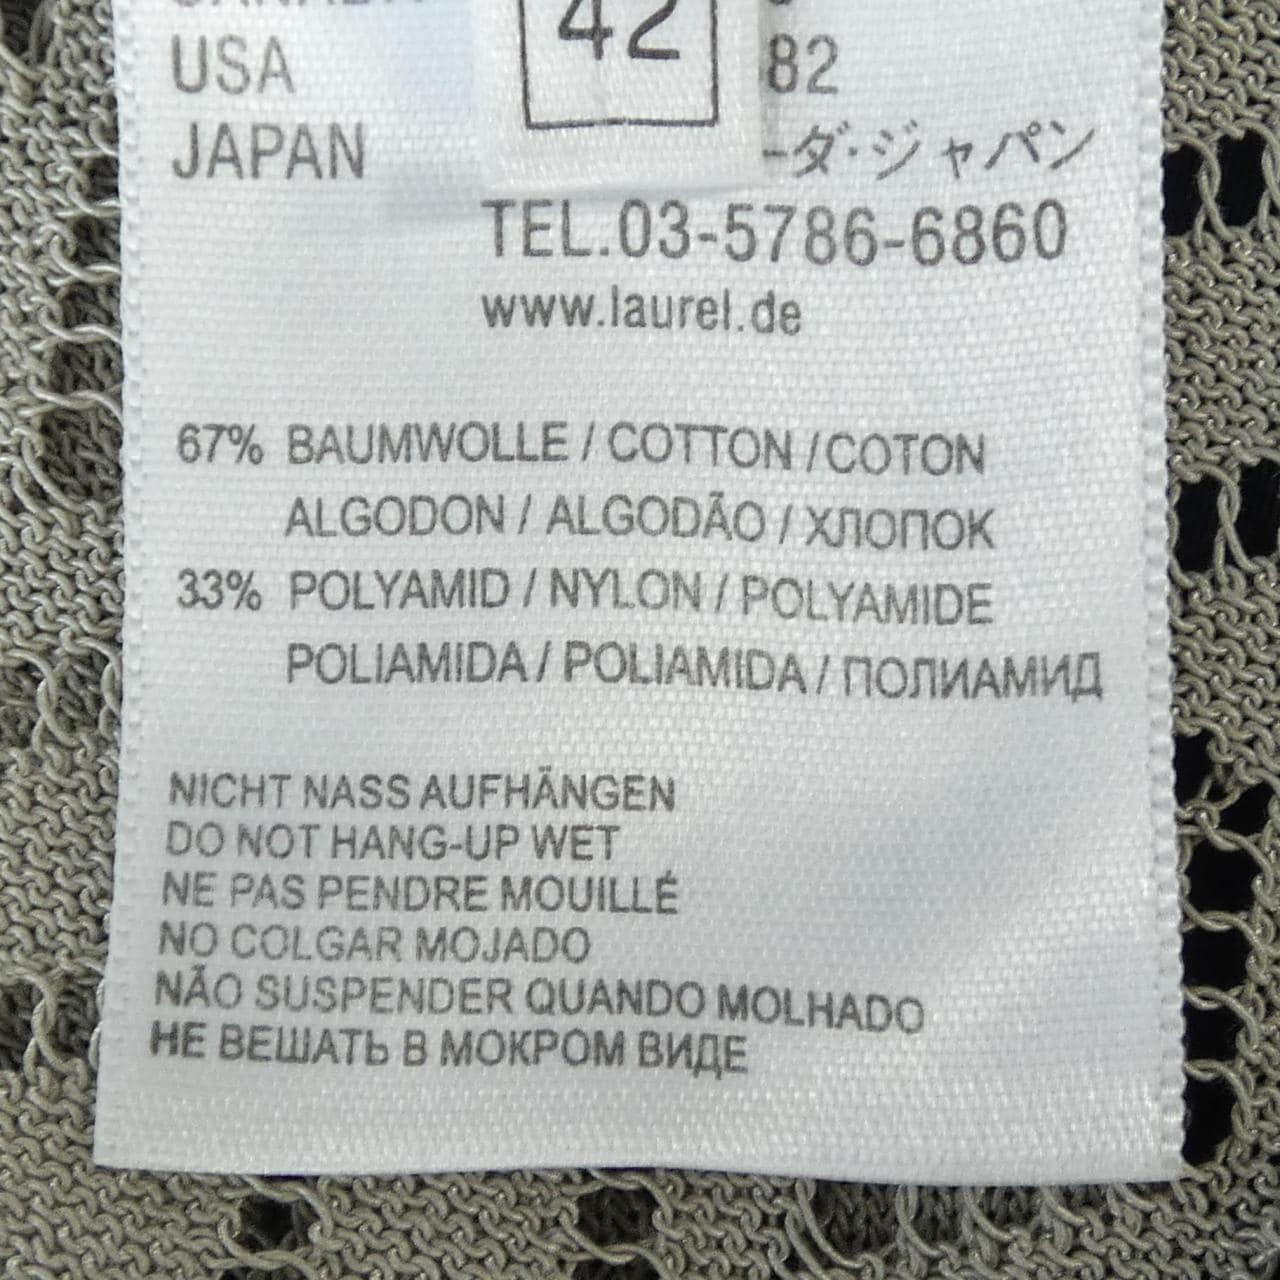 42
USA 82
JAPAN ーダ・ジャパン
TEL.03-5786-6860
www.laurel.de
67% BAUMWOLLE / COTTON / COTON
ALGODON / ALGODÃO / ХЛОПОК
33% POLYAMID / NYLON / POLYAMIDE
POLIAMIDA / POLIAMIDA / ПОЛИАМИД
NICHT NASS AUFHÄNGEN
DO NOT HANG-UP WET
NE PAS PENDRE MOUILLÉ
NO COLGAR MOJADO
NÃO SUSPENDER QUANDO MOLHADO
НЕ ВЕШАТЬ В МОКРОМ ВИДЕ